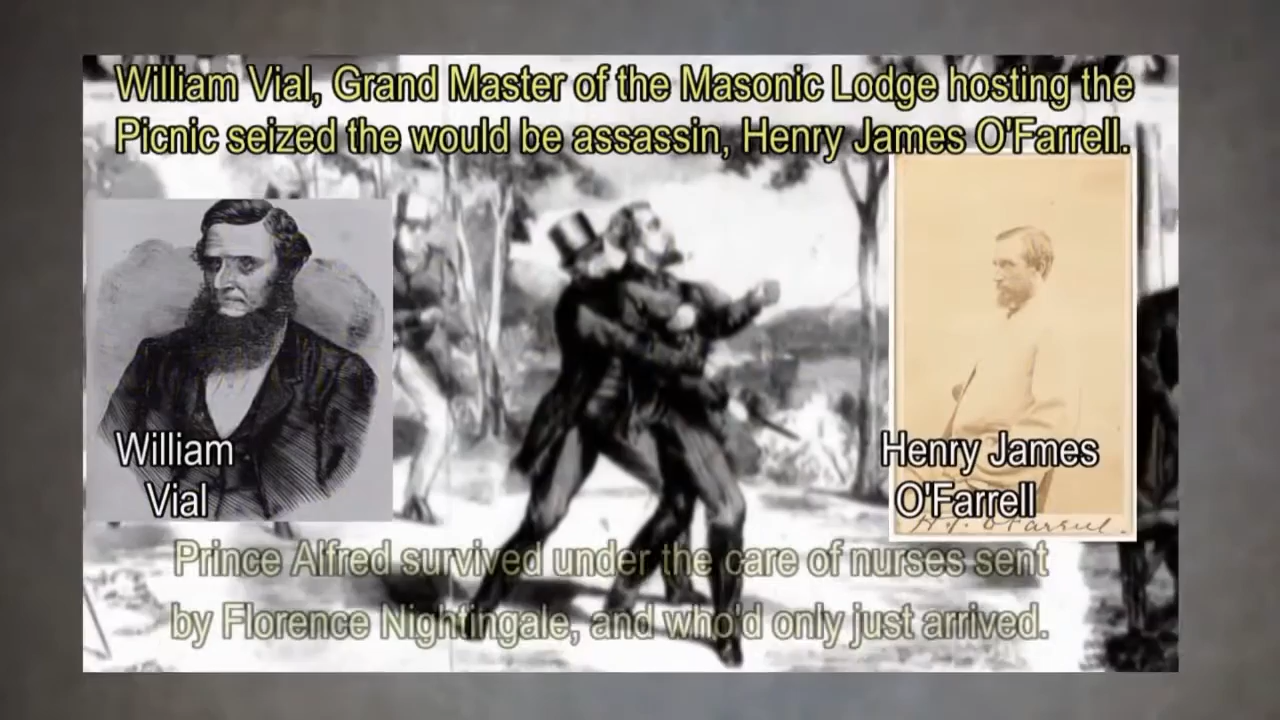 William Vial, Grand Master of the Masonic Lodge hosting the
Picnic seized the would be assassin, Henry James O'Farrell.
William
Vial
Henry James
O'Farrell
H. J. O'Farrell.
Prince Alfred survived under the care of nurses sent
by Florence Nightingale, and who'd only just arrived.